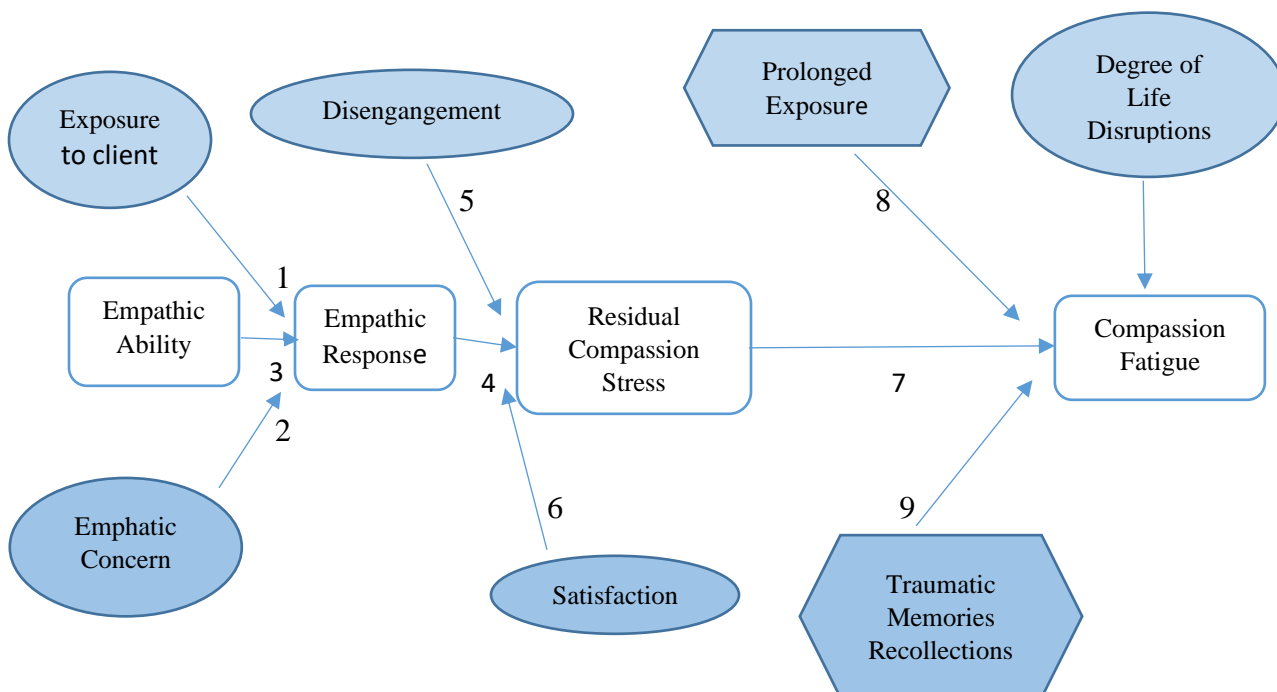 Prolonged
Exposure
Degree of
Life
Disruptions
Exposure
to client
Disengangement
5
8
1
Empathic
Ability
Empathic
Response
Residual
Compassion
Stress
Compassion
Fatigue
3
4
7
2
6
9
Emphatic
Concern
Satisfaction
Traumatic
Memories
Recollections